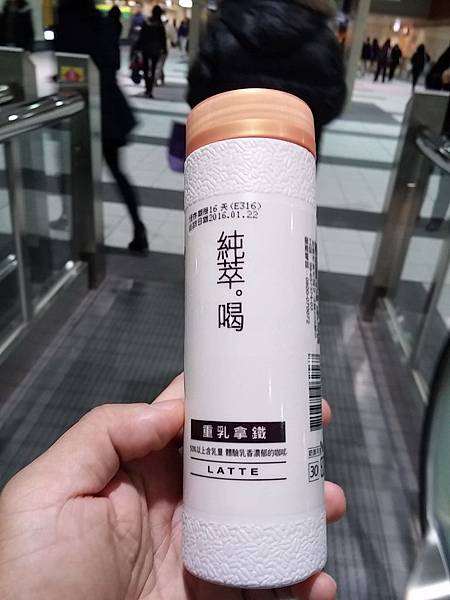 保存期限16天(E316)
有效日期2016.01.22
純萃。喝
重乳拿鐵
50%以上含乳量 體驗乳香濃郁的咖啡
LATTE
30